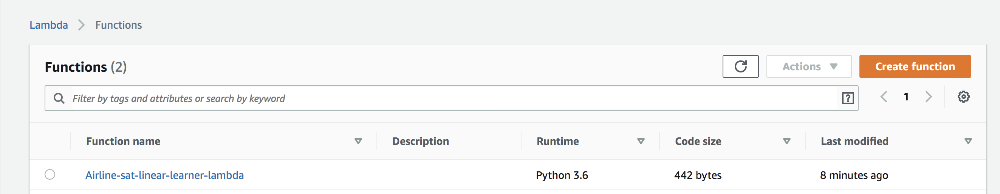 Lambda > Functions
Functions (2)
Actions
Create function
Filter by tags and attributes or search by keyword
?
1
Function name Description Runtime Code size Last modified
Airline-sat-linear-learner-lambda Python 3.6 442 bytes 8 minutes ago